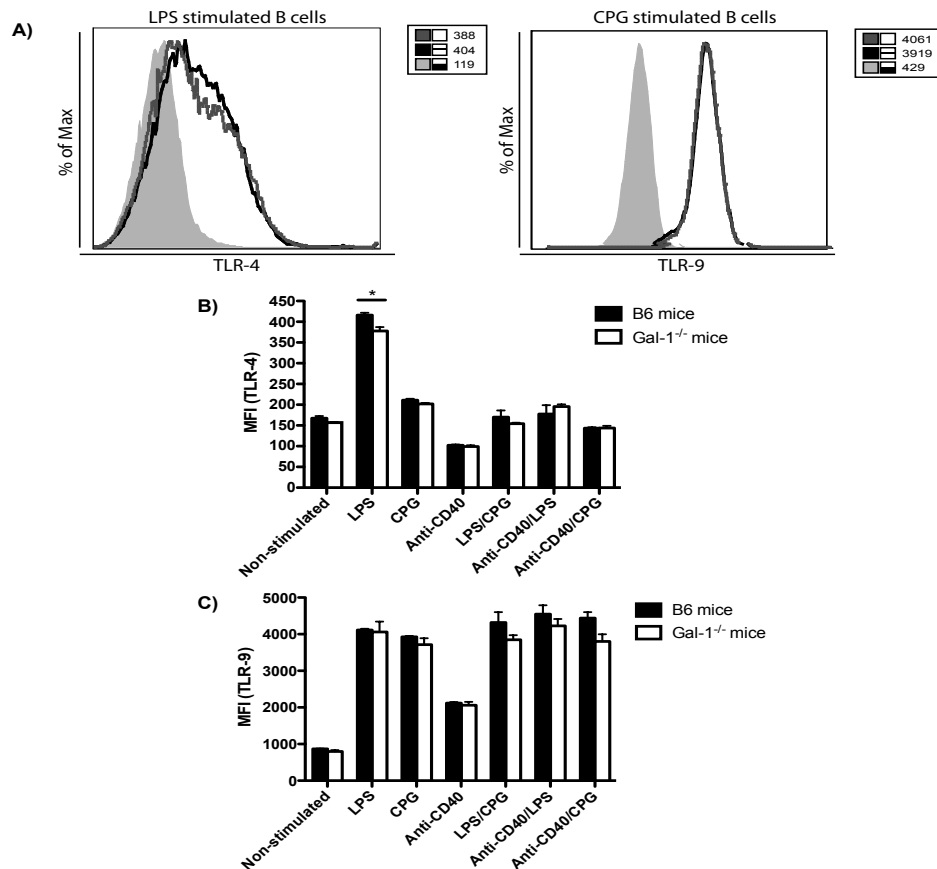 A)
LPS stimulated B cells
% of Max
TLR-4
388
404
119
CPG stimulated B cells
% of Max
TLR-9
4061
3919
429
B)
MFI (TLR-4)
450
400
350
300
250
200
150
100
50
0
Non-stimulated
LPS
CPG
Anti-CD40
LPS/CPG
Anti-CD40/LPS
Anti-CD40/CPG
*
B6 mice
Gal-1-/- mice
C)
MFI (TLR-9)
5000
4000
3000
2000
1000
0
Non-stimulated
LPS
CPG
Anti-CD40
LPS/CPG
Anti-CD40/LPS
Anti-CD40/CPG
B6 mice
Gal-1-/- mice